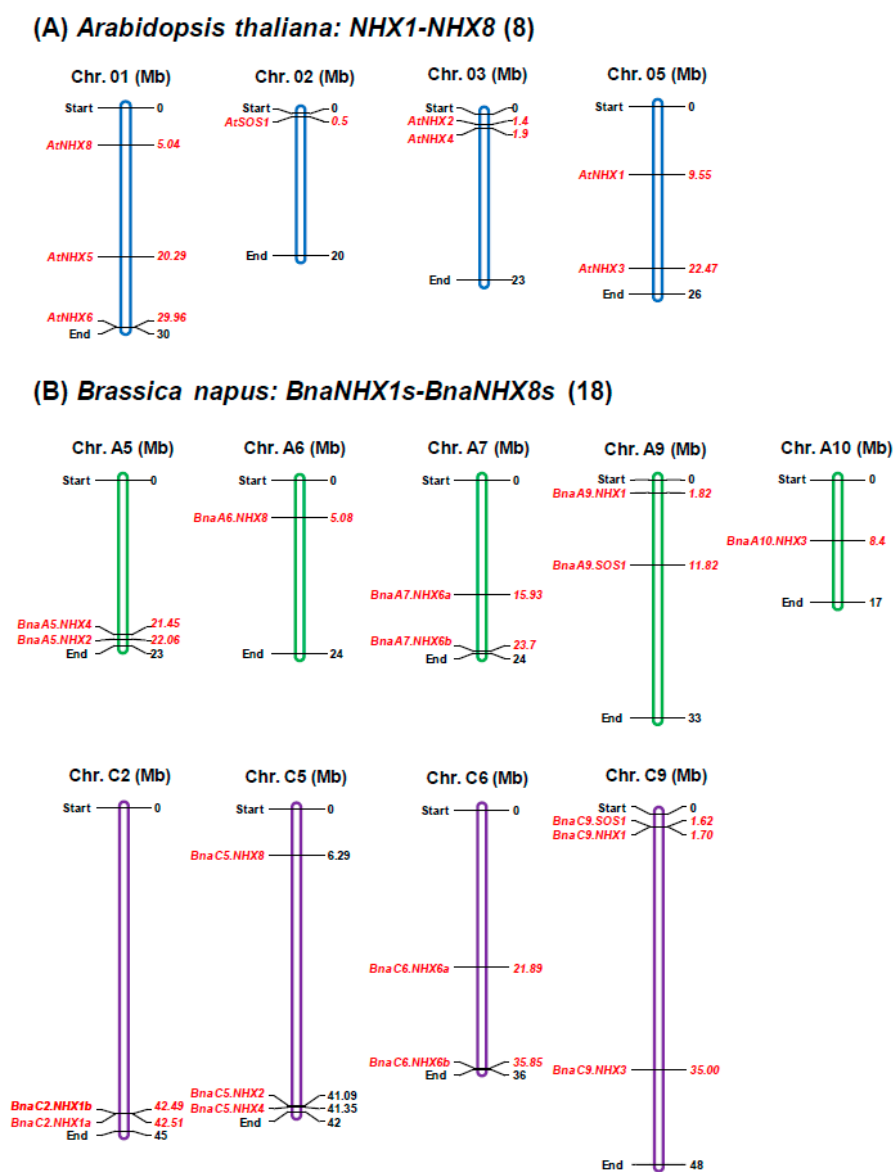 (A) Arabidopsis thaliana: NHX1-NHX8 (8)
Chr. 01 (Mb)
Start 0
AtNHX8 5.04
AtNHX5 20.29
AtNHX6 29.96
End 30
Chr. 02 (Mb)
Start 0
AtSOS1 0.5
End 20
Chr. 03 (Mb)
Start 0
AtNHX2 1.4
AtNHX4 1.9
End 23
Chr. 05 (Mb)
Start 0
AtNHX1 9.55
AtNHX3 22.47
End 26
(B) Brassica napus: BnaNHX1s-BnaNHX8s (18)
Chr. A5 (Mb)
Start 0
BnaA5.NHX4 21.45
BnaA5.NHX2 22.06
End 23
Chr. A6 (Mb)
Start 0
BnaA6.NHX8 5.08
End 24
Chr. A7 (Mb)
Start 0
BnaA7.NHX6a 15.93
BnaA7.NHX6b 23.7
End 24
Chr. A9 (Mb)
Start 0
BnaA9.NHX1 1.82
BnaA9.SOS1 11.82
End 33
Chr. A10 (Mb)
Start 0
BnaA10.NHX3 8.4
End 17
Chr. C2 (Mb)
Start 0
BnaC2.NHX1b 42.49
BnaC2.NHX1a 42.51
End 45
Chr. C5 (Mb)
Start 0
BnaC5.NHX8 6.29
BnaC5.NHX2 41.09
BnaC5.NHX4 41.35
End 42
Chr. C6 (Mb)
Start 0
BnaC6.NHX6a 21.89
BnaC6.NHX6b 35.85
End 36
Chr. C9 (Mb)
Start 0
BnaC9.SOS1 1.62
BnaC9.NHX1 1.70
BnaC9.NHX3 35.00
End 48